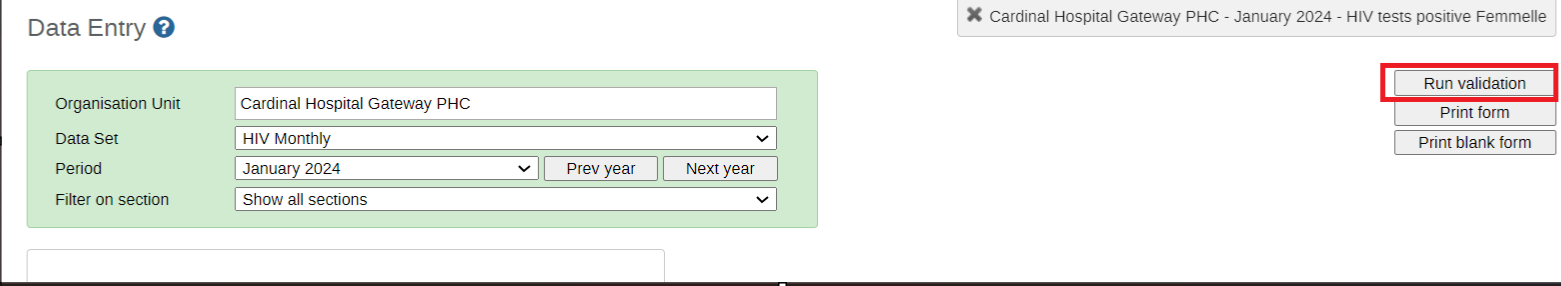 Data Entry ?
Cardinal Hospital Gateway PHC - January 2024 - HIV tests positive Femmelle
Organisation Unit Cardinal Hospital Gateway PHC
Data Set HIV Monthly
Period January 2024 Prev year Next year
Filter on section Show all sections
Run validation
Print form
Print blank form